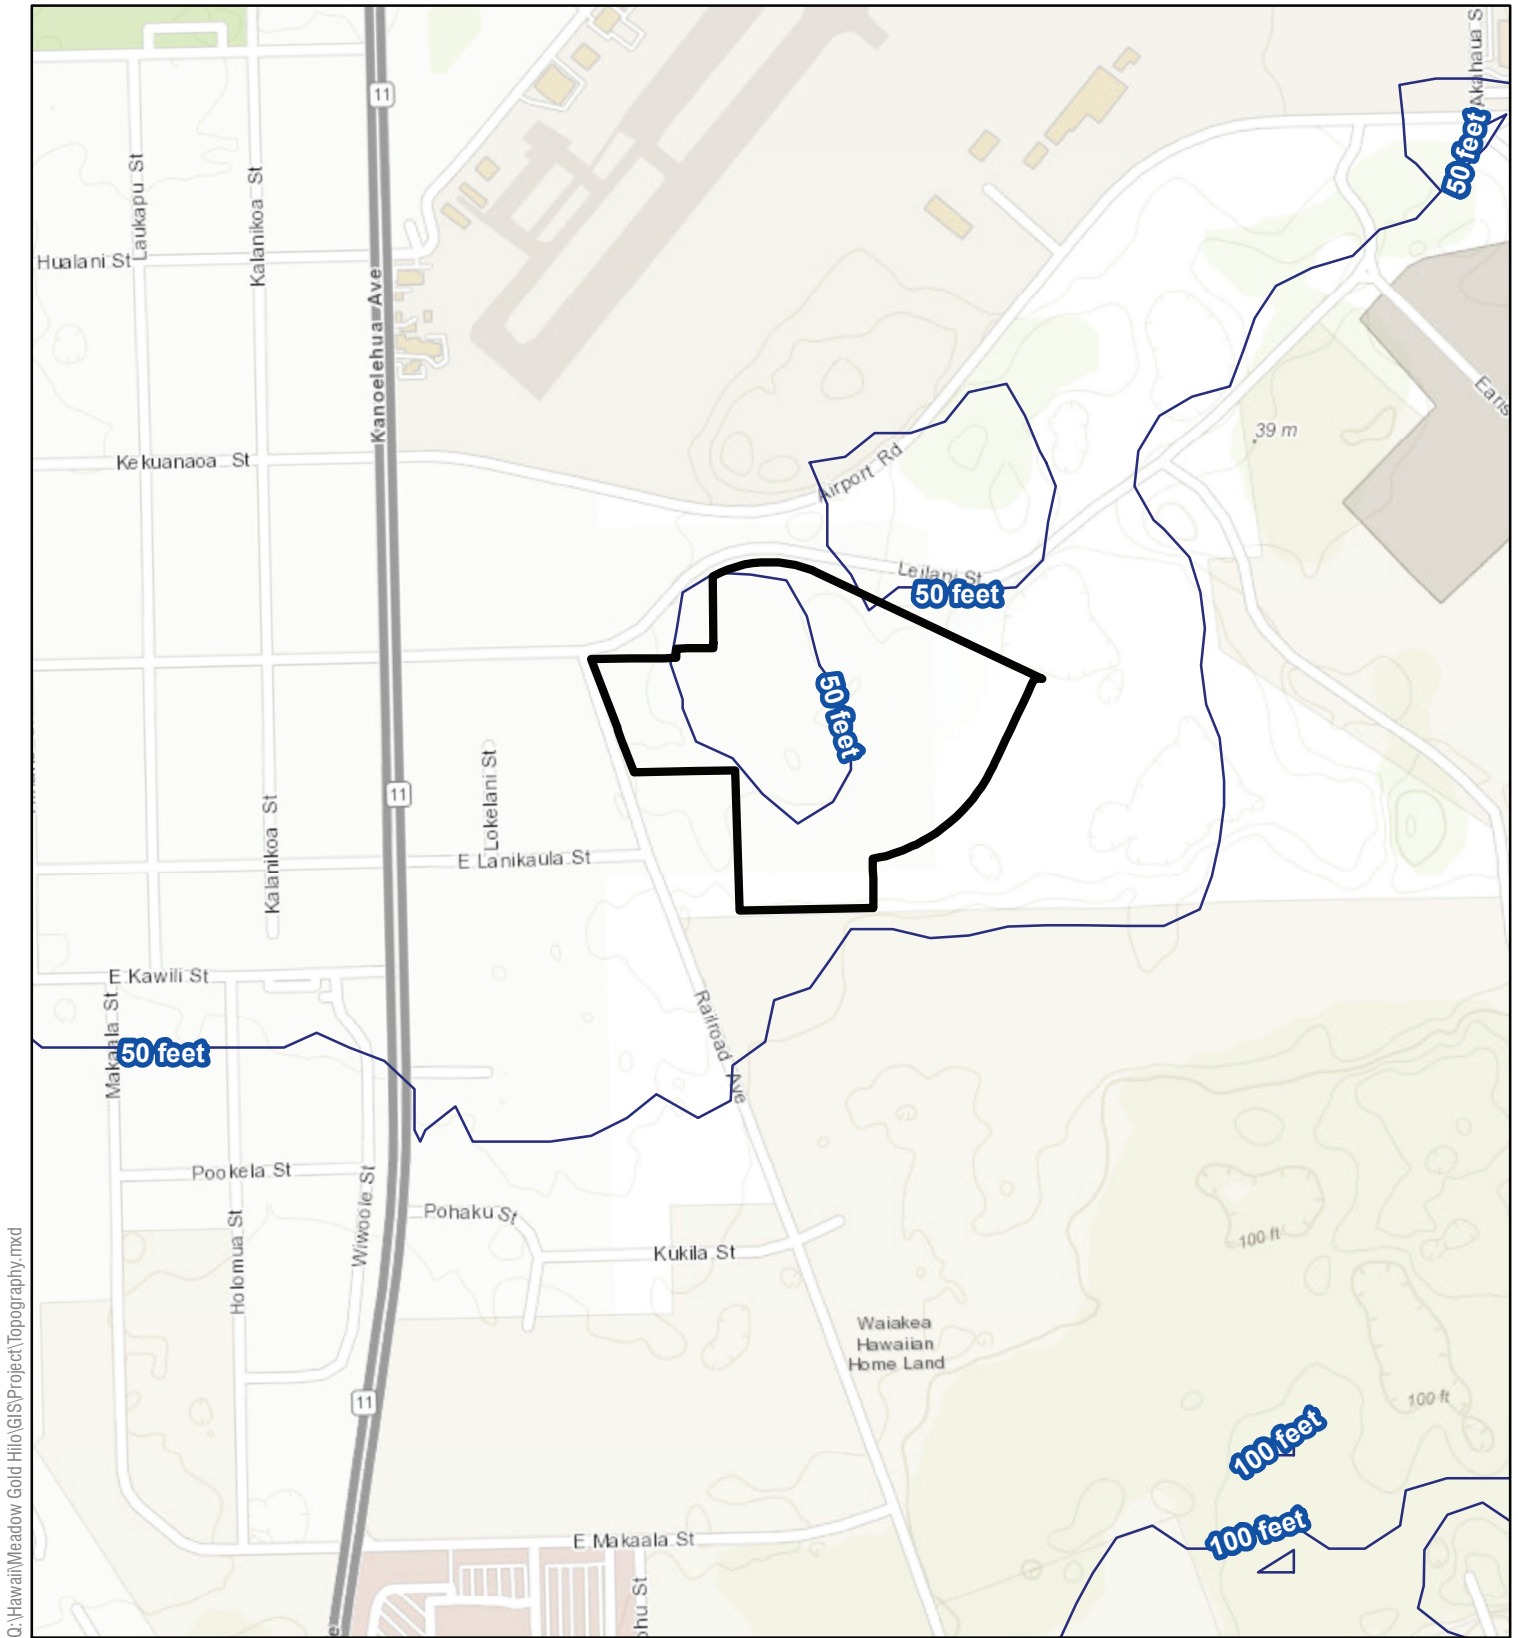 Akahaua S
11
50 feet
Laukapu St
Kalanikoa St
Hualani St
Kanoelehua Ave
Earis
39 m
Kekuanaoa St
Airport Rd
Leilani St
50 feet
50 feet
11
Lokelani St
Kalanikoa St
E Lanikaula St
E Kawili St
Makaala St
50 feet
Railroad Ave
Pookela St
Wiwoole St
Pohaku St
Holomua St
Kukila St
100 ft
Waiakea
Hawaiian
Home Land
11
100 ft
100 feet
100 feet
E Makaala St
ohu St
e
Q:\Hawaii\Meadow Gold Hilo\GIS\Project\Topography.mxd